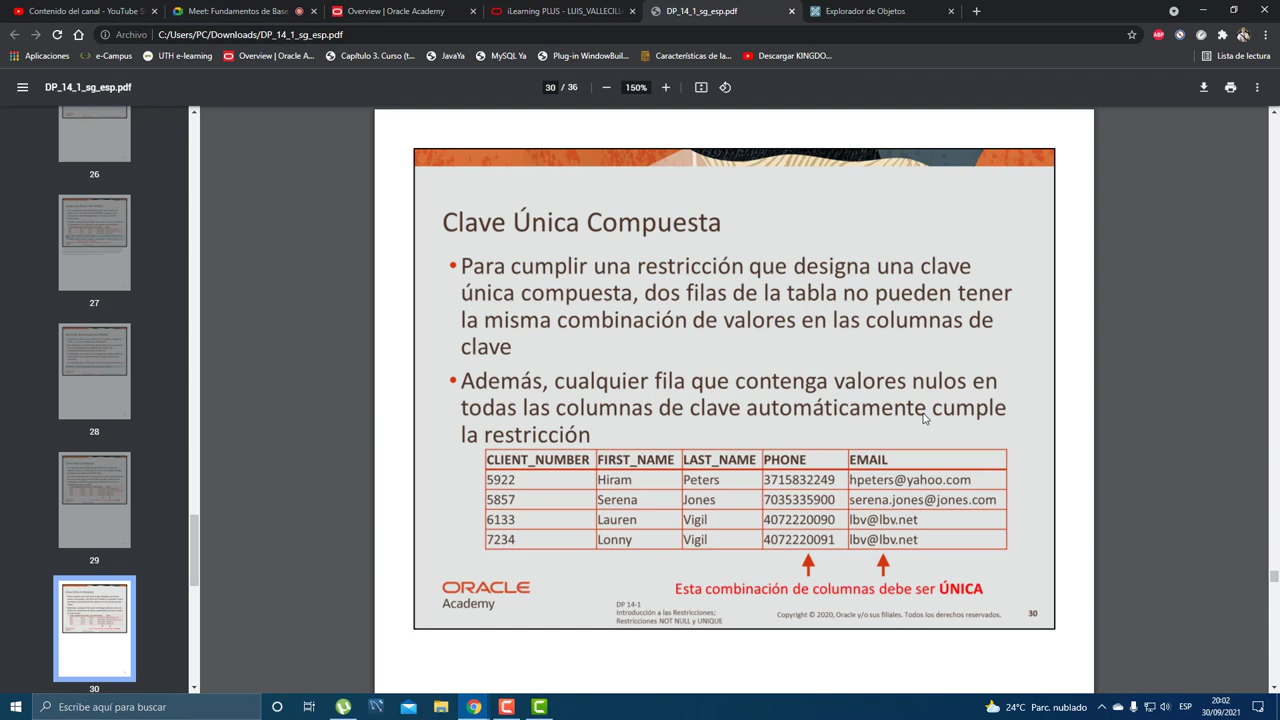 Contenido del video - YouTube S
Meet: Fundamentos de Base
Oracle Academy
iLearning PLUS - LUIS_VALLECILL
DP_14_1_sg_esp.pdf
Explorador de Objetos
Archivo C:/Users/PC/Downloads/DP_14_1_sg_esp.pdf
Aplicaciones e-Campus UTH e-learning Overview | Oracle A... Capítulo 3. Curso (t... JavaYa MySQL Ya Plug-in WindowBuil... Características de la... Descargar KINGDO... Lista de lectura
DP_14_1_sg_esp.pdf
30 / 36
150%
26
27
28
29
30
Clave Única Compuesta
• Para cumplir una restricción que designa una clave
única compuesta, dos filas de la tabla no pueden tener
la misma combinación de valores en las columnas de
clave
• Además, cualquier fila que contenga valores nulos en
todas las columnas de clave automáticamente cumple
la restricción
CLIENT_NUMBER FIRST_NAME LAST_NAME PHONE EMAIL
5922 Hiram Peters 3715832249 hpeters@yahoo.com
5857 Serena Jones 7035335900 serena.jones@jones.com
6133 Lauren Vigil 4072220090 lbv@lbv.net
7234 Lonny Vigil 4072220091 lbv@lbv.net
Esta combinación de columnas debe ser ÚNICA
ORACLE
Academy
DP 14-1
Introducción a las Restricciones;
Restricciones NOT NULL y UNIQUE
Copyright © 2020, Oracle y/o sus filiales. Todos los derechos reservados.
30
Escribe aquí para buscar
24°C Parc. nublado
ESP
20:02
30/09/2021